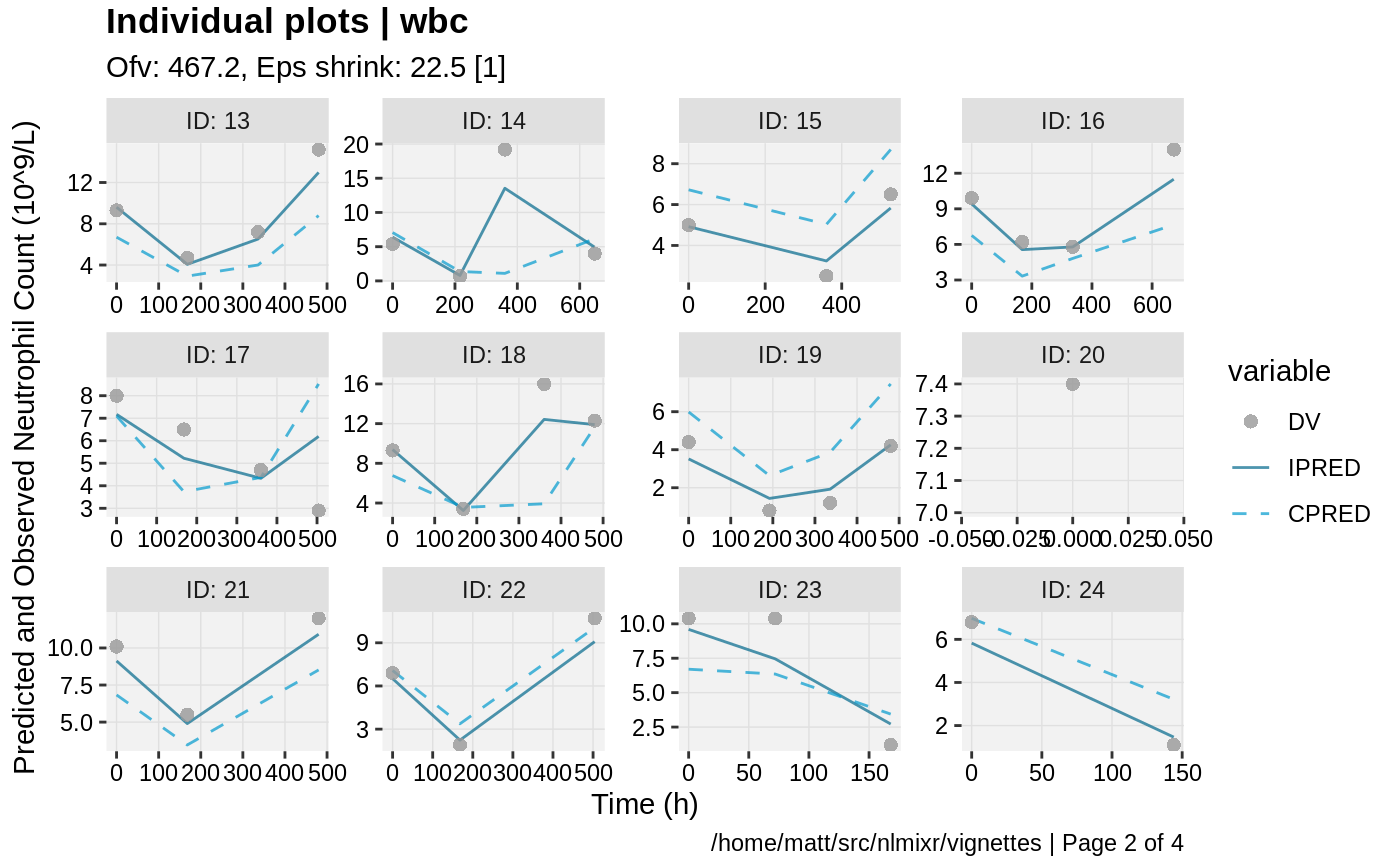 Individual plots | wbc
Ofv: 467.2, Eps shrink: 22.5 [1]
Predicted and Observed Neutrophil Count (10^9/L)
ID: 13
12
8
4
0 100 200 300 400 500
ID: 14
20
15
10
5
0
0 200 400 600
ID: 15
8
6
4
0 200 400
ID: 16
12
9
6
3
0 200 400 600
ID: 17
8
7
6
5
4
3
0 100 200 300 400 500
ID: 18
16
12
8
4
0 100 200 300 400 500
ID: 19
6
4
2
0 100 200 300 400 500
ID: 20
7.4
7.3
7.2
7.1
7.0
-0.050 -0.025 0.000 0.025 0.050
ID: 21
10.0
7.5
5.0
0 100 200 300 400 500
ID: 22
9
6
3
0 100 200 300 400 500
ID: 23
10.0
7.5
5.0
2.5
0 50 100 150
ID: 24
6
4
2
0 50 100 150
variable
DV
IPRED
CPRED
Time (h)
/home/matt/src/nlmixr/vignettes | Page 2 of 4